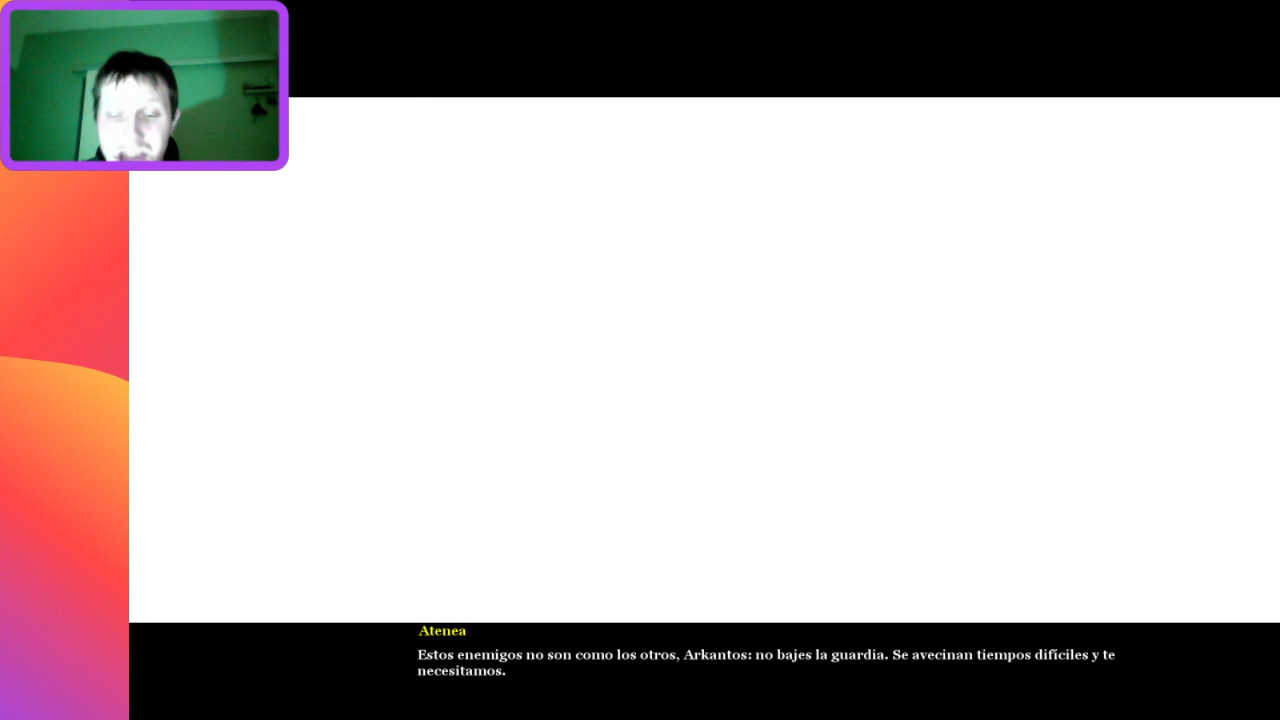 Atenea
Estos enemigos no son como los otros, Arkantos: no bajes la guardia. Se avecinan tiempos difíciles y te
necesitamos.